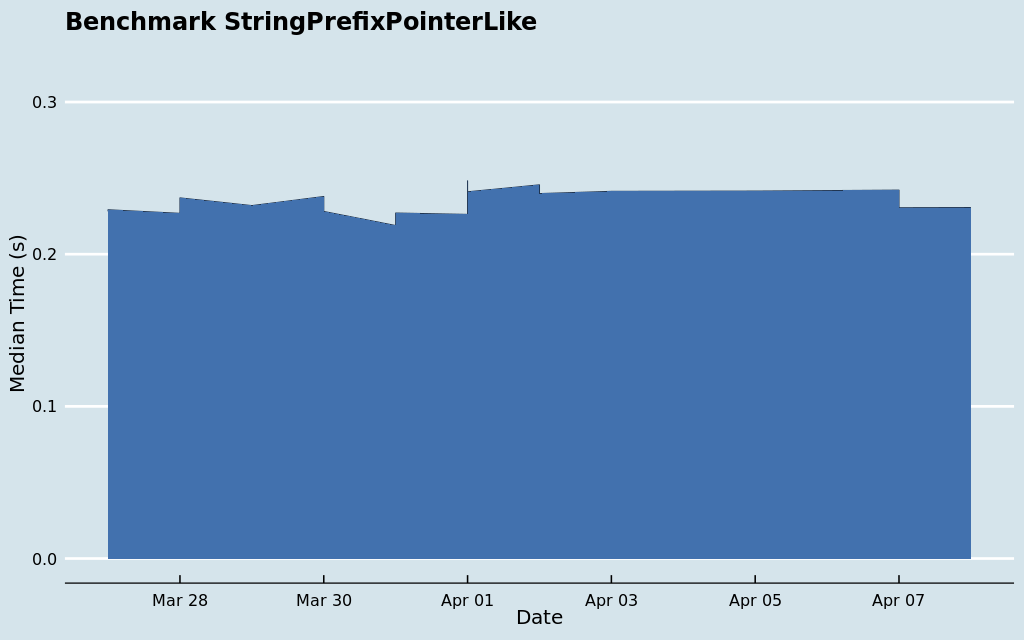 Benchmark StringPrefixPointerLike
0.3
0.2
0.1
0.0
Median Time (s)
Mar 28 Mar 30 Apr 01 Apr 03 Apr 05 Apr 07
Date